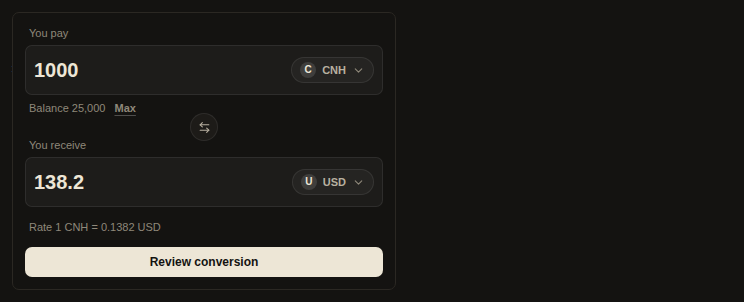 You pay
1000
C CNH
Balance 25,000 Max
You receive
138.2
U USD
Rate 1 CNH = 0.1382 USD
Review conversion